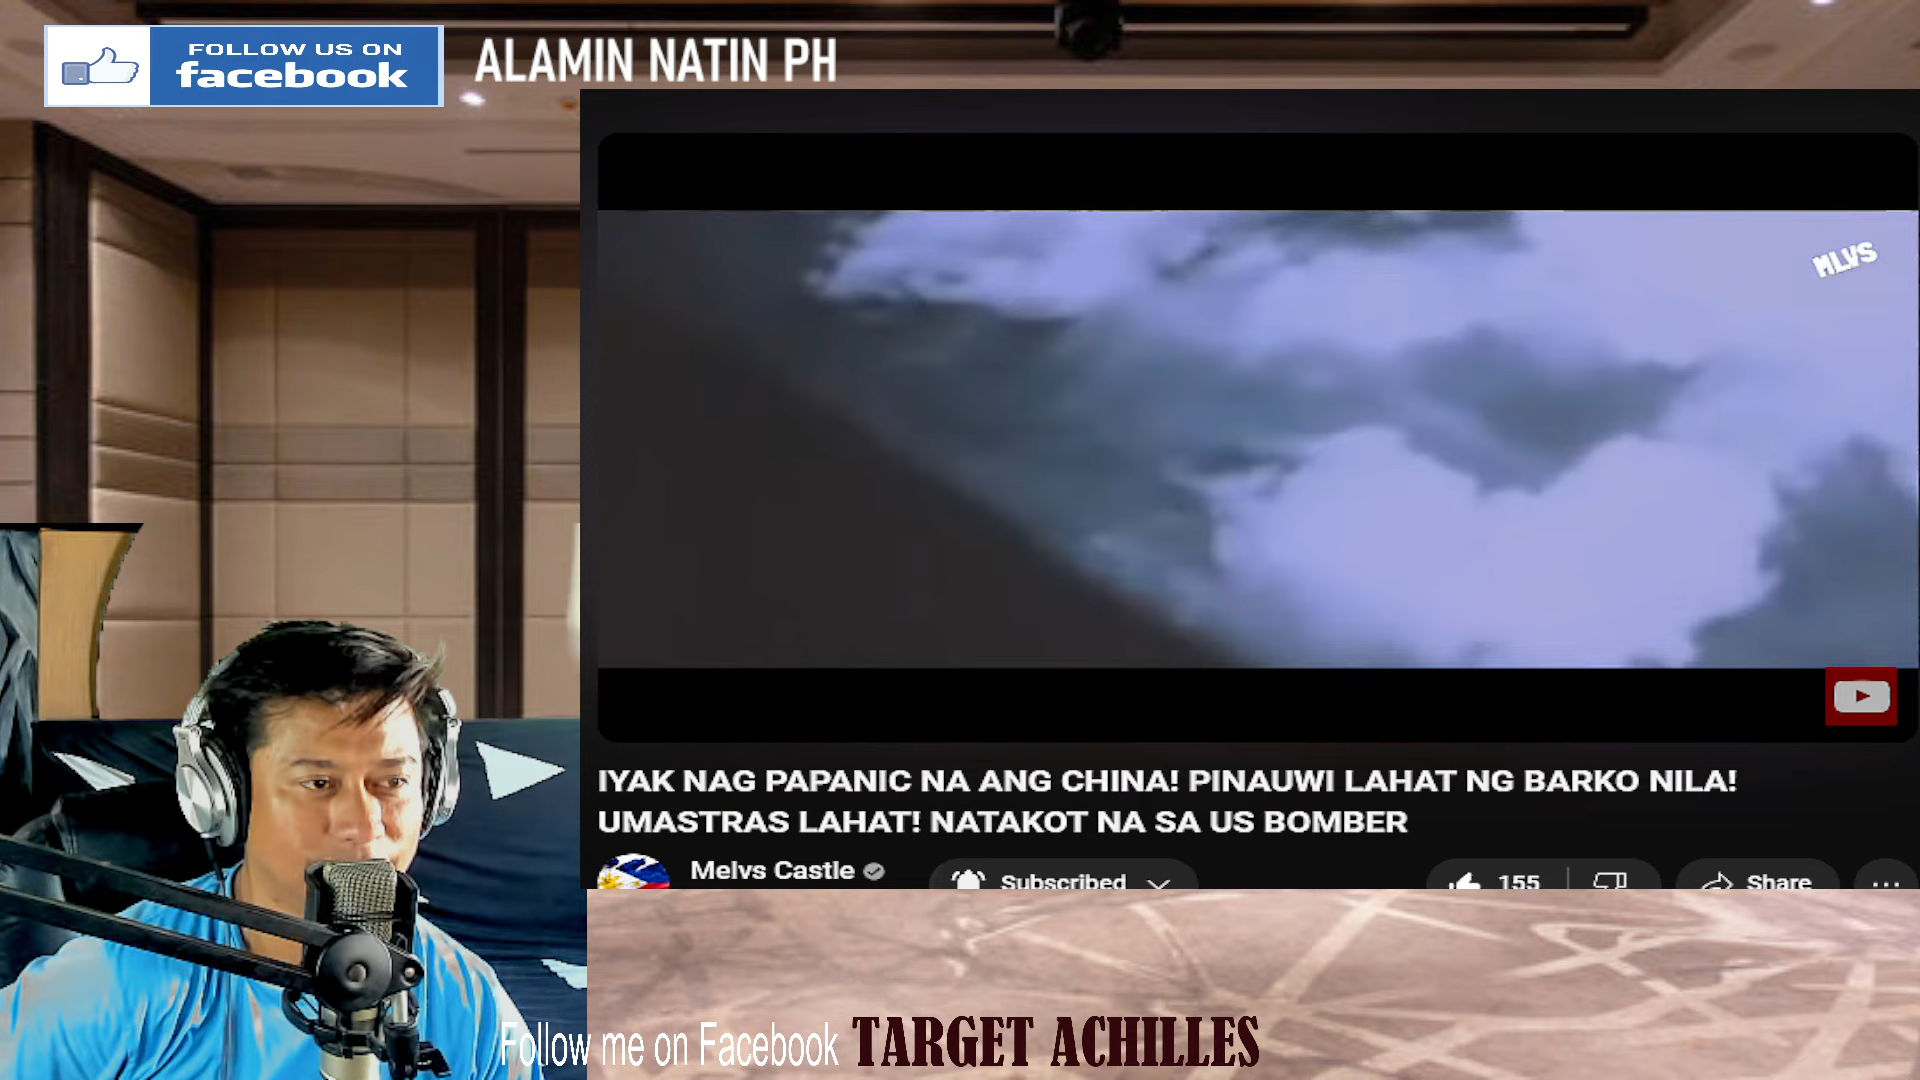 FOLLOW US ON
facebook
ALAMIN NATIN PH
MLVS
IYAK NAG PAPANIC NA ANG CHINA! PINAUWI LAHAT NG BARKO NILA!
UMASTRAS LAHAT! NATAKOT NA SA US BOMBER
Melvs Castle
Subscribed
155
Share
Follow me on Facebook TARGET ACHILLES